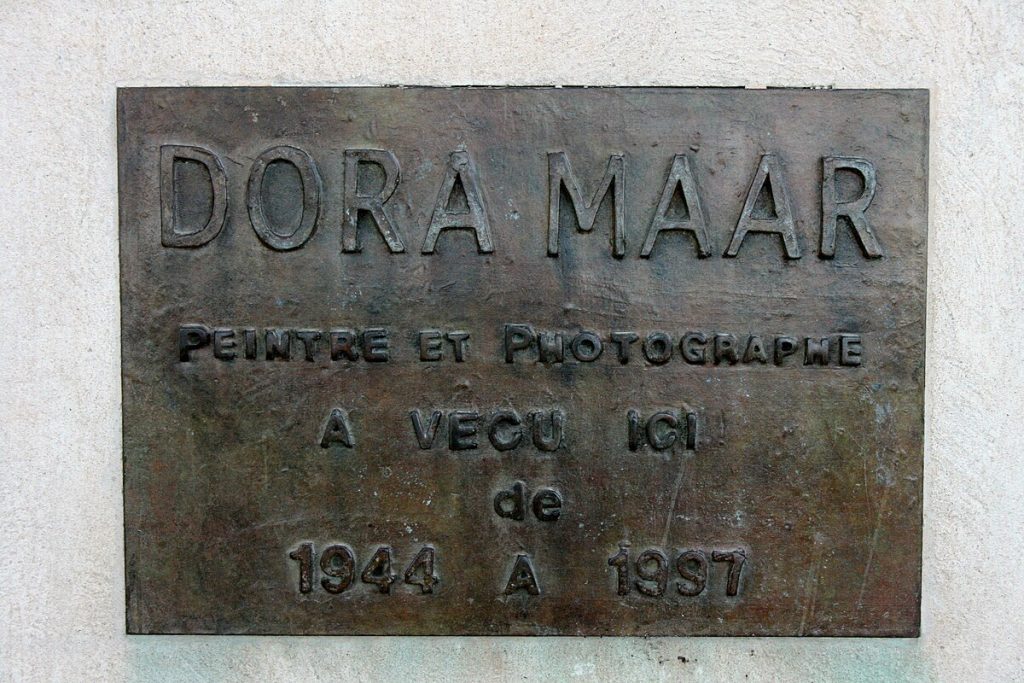 DORA MAAR
PEINTRE ET PHOTOGRAPHE
A VECU ICI
de
1944 A 1997